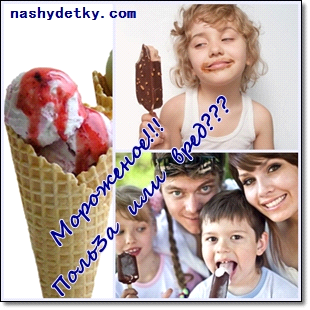 nashydetky.com
Мороженое!!!
Польза или вред???